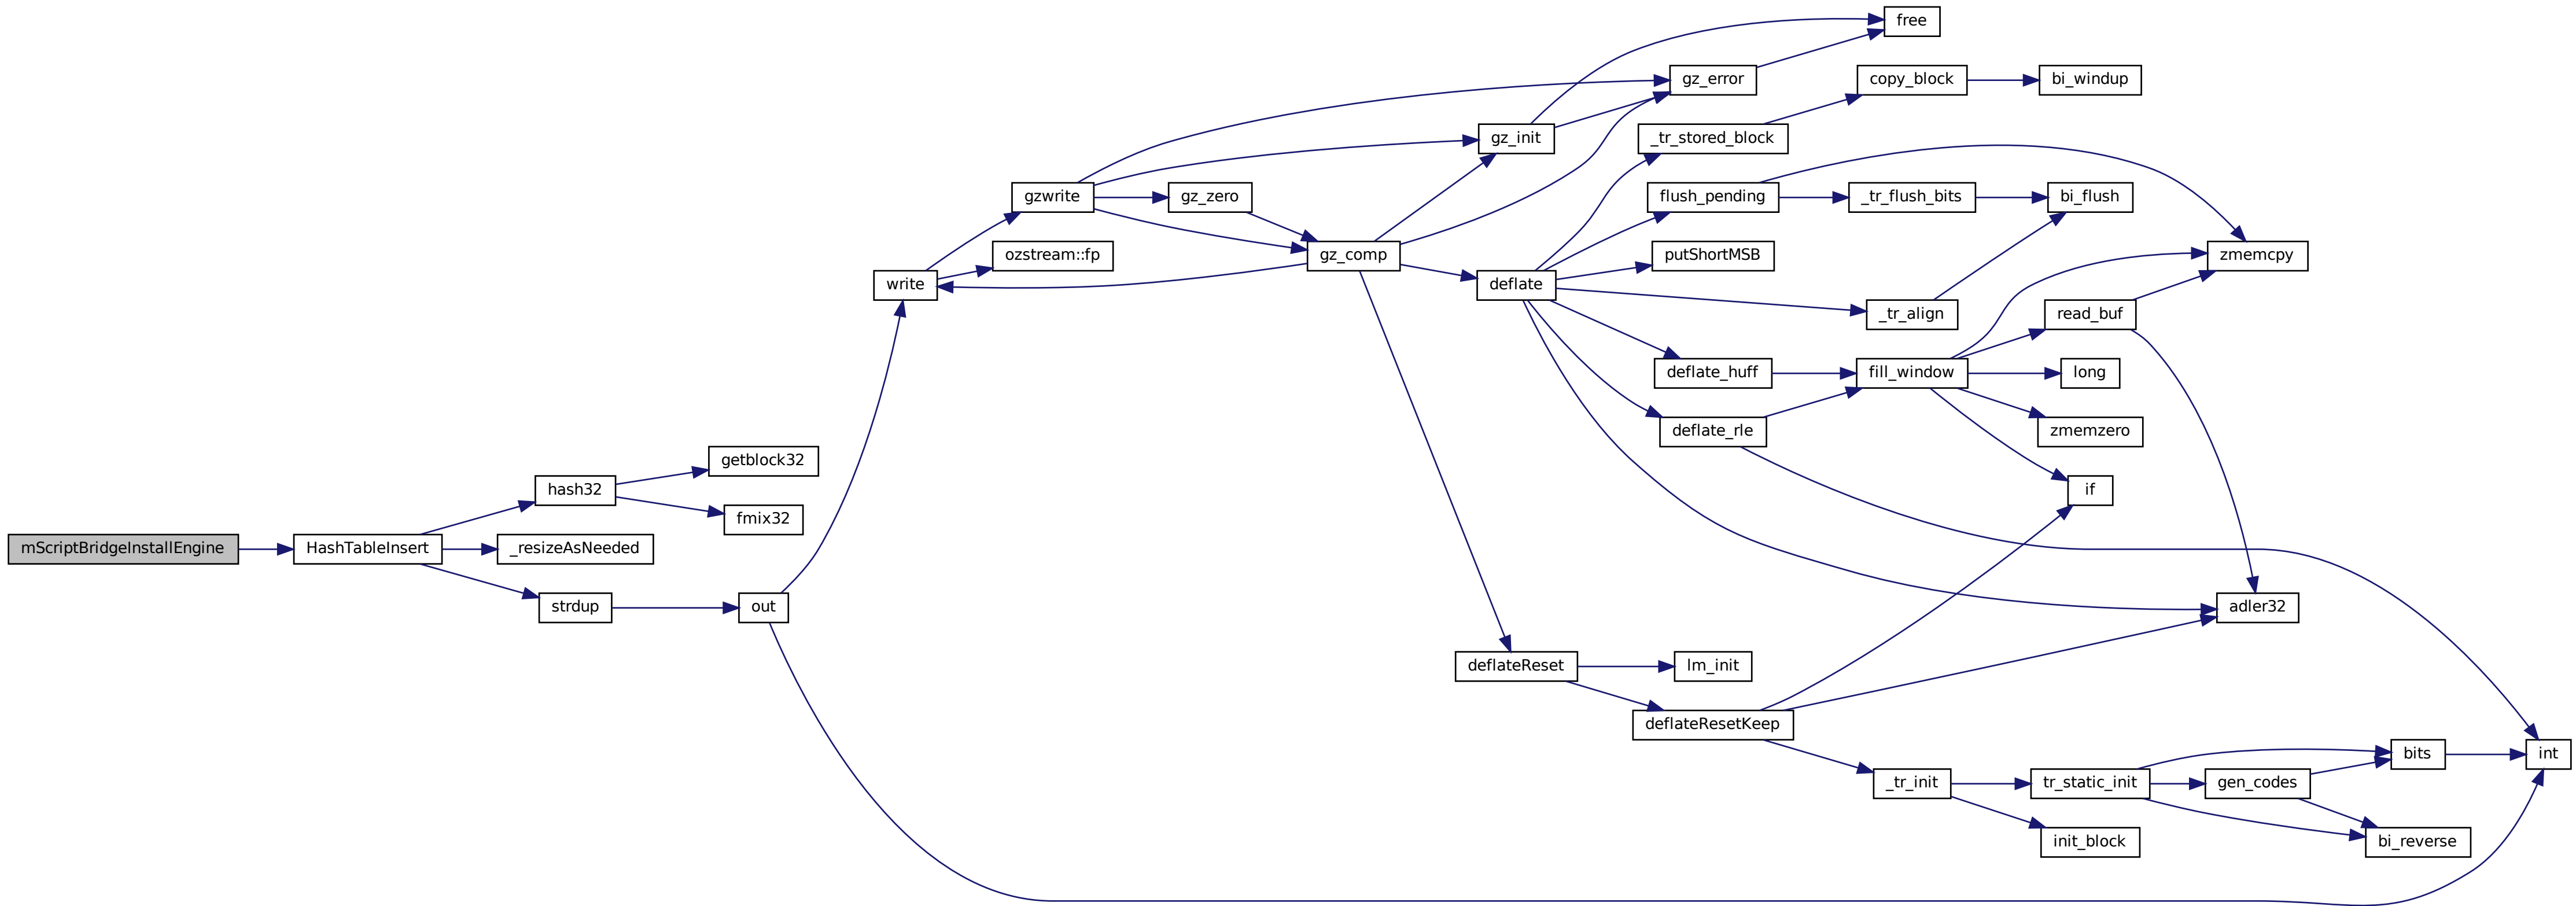 mScriptBridgeInstallEngine
HashTableInsert
hash32
_resizeAsNeeded
strdup
getblock32
fmix32
out
write
gzwrite
ozstream::fp
gz_zero
gz_comp
gz_init
gz_error
free
deflate
deflateReset
_tr_stored_block
copy_block
bi_windup
flush_pending
_tr_flush_bits
bi_flush
putShortMSB
_tr_align
zmemcpy
deflate_huff
fill_window
read_buf
long
deflate_rle
zmemzero
if
adler32
lm_init
deflateResetKeep
_tr_init
tr_static_init
init_block
gen_codes
bits
bi_reverse
int